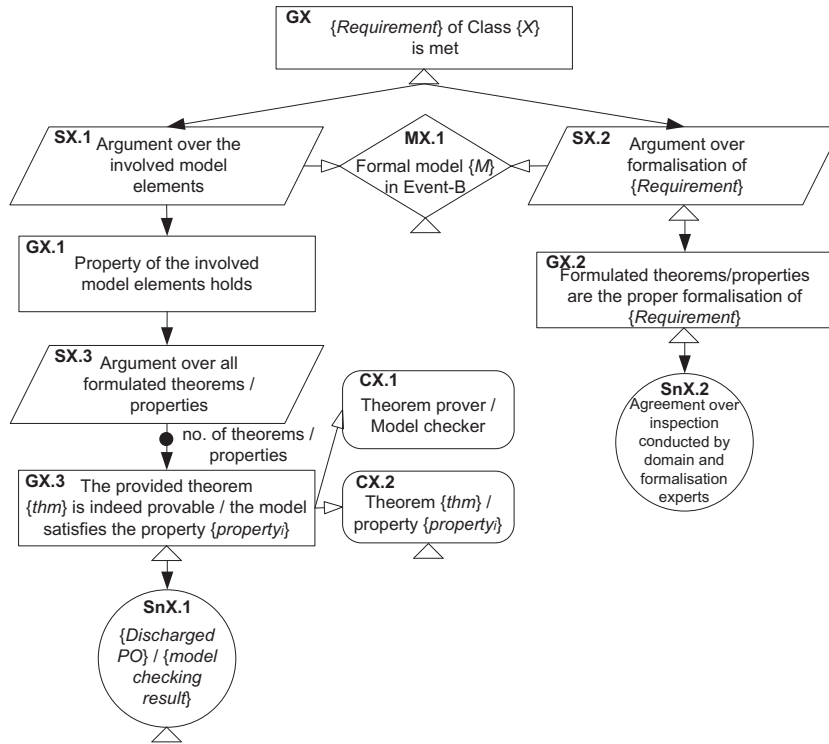 GX
{Requirement} of Class {X}
is met
SX.1
Argument over the
involved model
elements
MX.1
Formal model {M}
in Event-B
SX.2
Argument over
formalisation of
{Requirement}
GX.1
Property of the involved
model elements holds
GX.2
Formulated theorems/properties
are the proper formalisation of
{Requirement}
SX.3
Argument over all
formulated theorems /
properties
CX.1
Theorem prover /
Model checker
SnX.2
Agreement over
inspection
conducted by
domain and
formalisation
experts
no. of theorems /
properties
GX.3
The provided theorem
{thm} is indeed provable / the model
satisfies the property {propertyi}
CX.2
Theorem {thm} /
property {propertyi}
SnX.1
{Discharged
PO} / {model
checking
result}